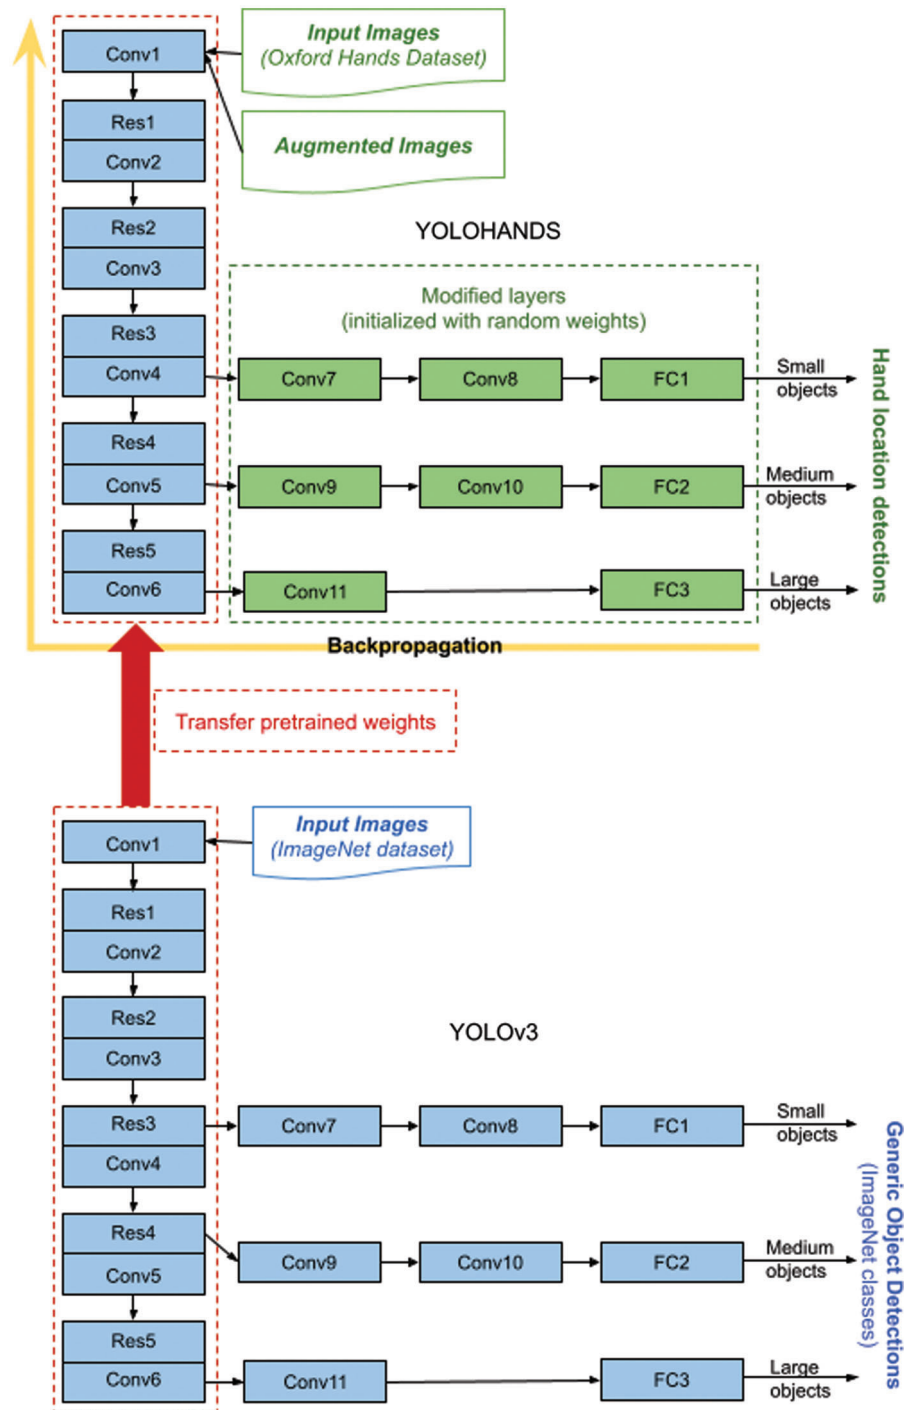 Conv1
Input Images
(Oxford Hands Dataset)
Res1
Conv2
Augmented Images
Res2
Conv3
YOLOHANDS
Modified layers
(initialized with random weights)
Res3
Conv4
Conv7
Conv8
FC1
Small
objects
Res4
Conv5
Conv9
Conv10
FC2
Medium
objects
Res5
Conv6
Conv11
FC3
Large
objects
Hand location detections
Backpropagation
Transfer pretrained weights
Conv1
Input Images
(ImageNet dataset)
Res1
Conv2
Res2
Conv3
YOLOv3
Res3
Conv4
Conv7
Conv8
FC1
Small
objects
Res4
Conv5
Conv9
Conv10
FC2
Medium
objects
Res5
Conv6
Conv11
FC3
Large
objects
Generic Object Detections
(ImageNet classes)